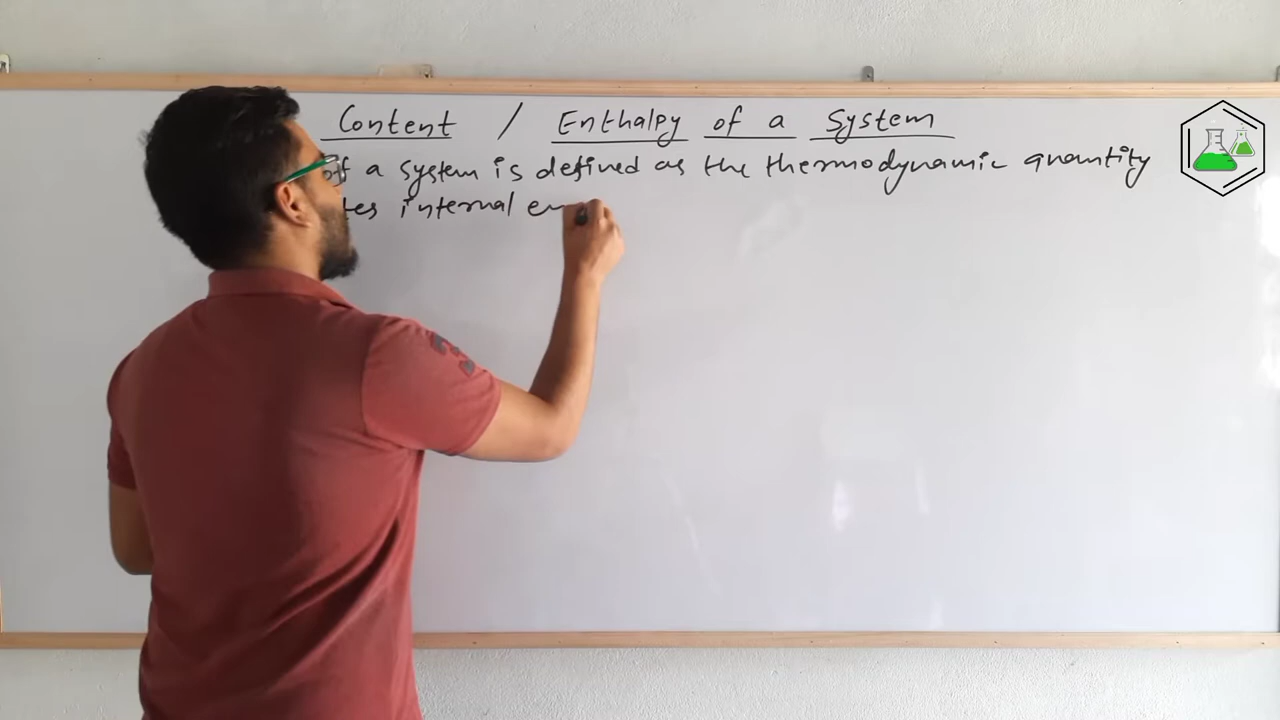 Content / Enthalpy of a System
of a system is defined as the thermodynamic quantity
internal